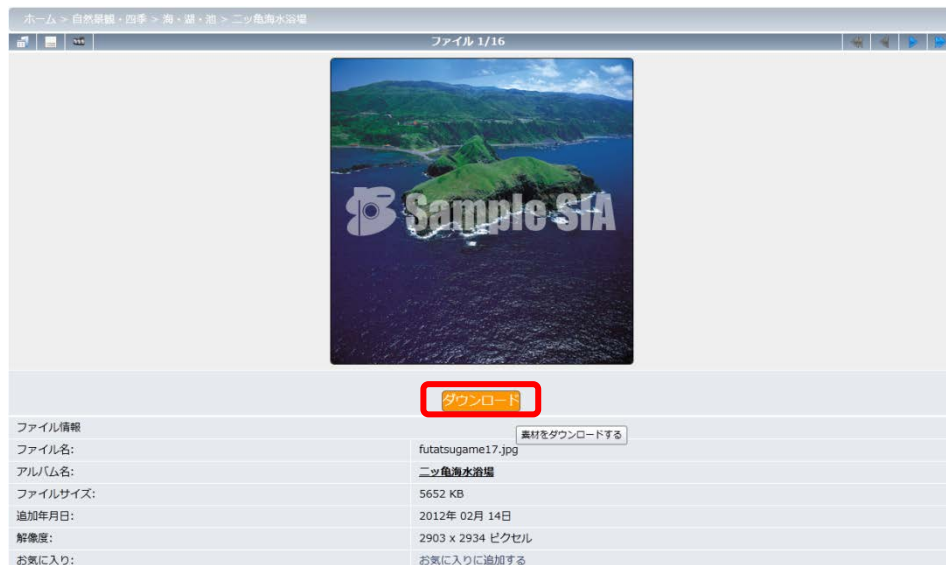 ホーム > 自然景観・四季 > 海・湖・池 > 二ツ亀海水浴場
ファイル 1/16
Sample SIA
ダウンロード
ファイル情報
素材をダウンロードする
ファイル名: futatsugame17.jpg
アルバム名: 二ッ亀海水浴場
ファイルサイズ: 5652 KB
追加年月日: 2012年 02月 14日
解像度: 2903 x 2934 ピクセル
お気に入り: お気に入りに追加する